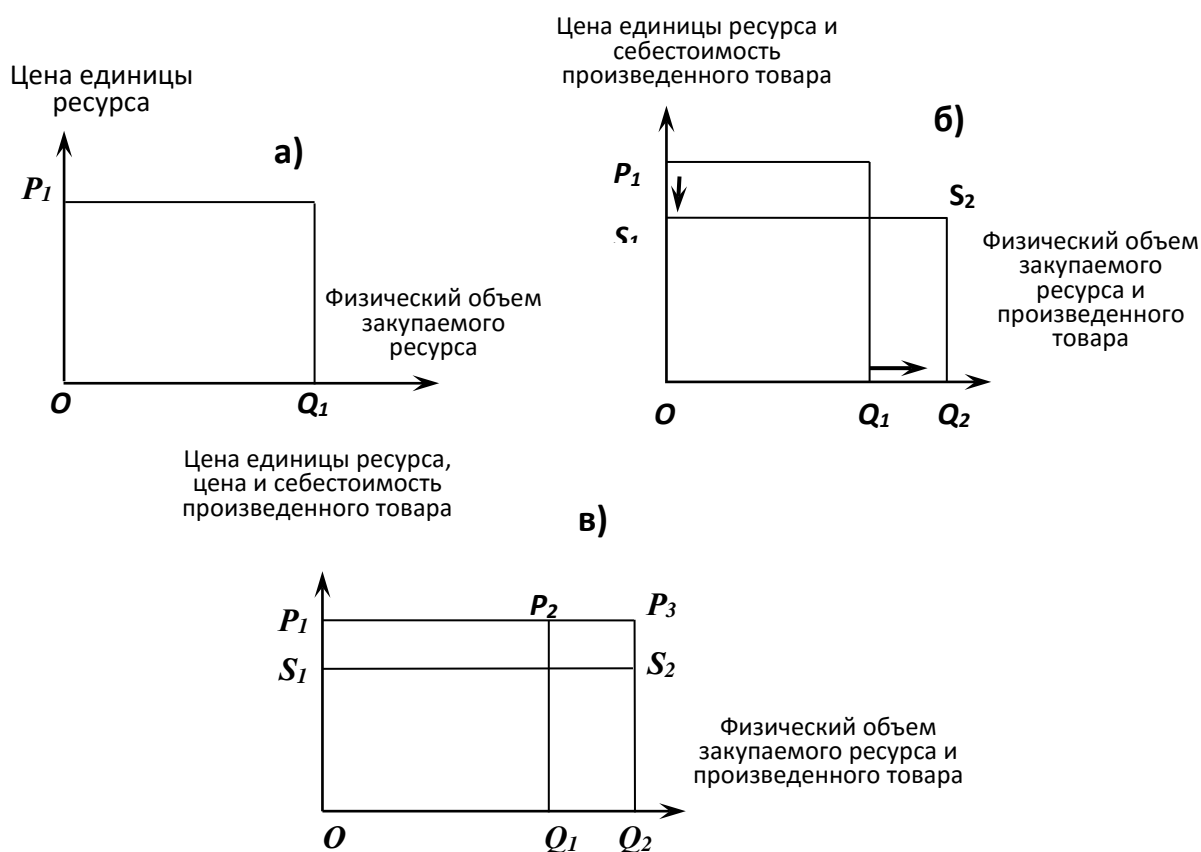 Цена единицы
ресурса
а)
P1
Физический объем
закупаемого
ресурса
O
Q1
Цена единицы ресурса и
себестоимость
произведенного товара
б)
P1
S2
S1
Физический объем
закупаемого
ресурса и
произведенного
товара
O
Q1
Q2
Цена единицы ресурса,
цена и себестоимость
произведенного товара
в)
P2
P3
P1
S1
S2
Физический объем
закупаемого ресурса и
произведенного товара
O
Q1
Q2